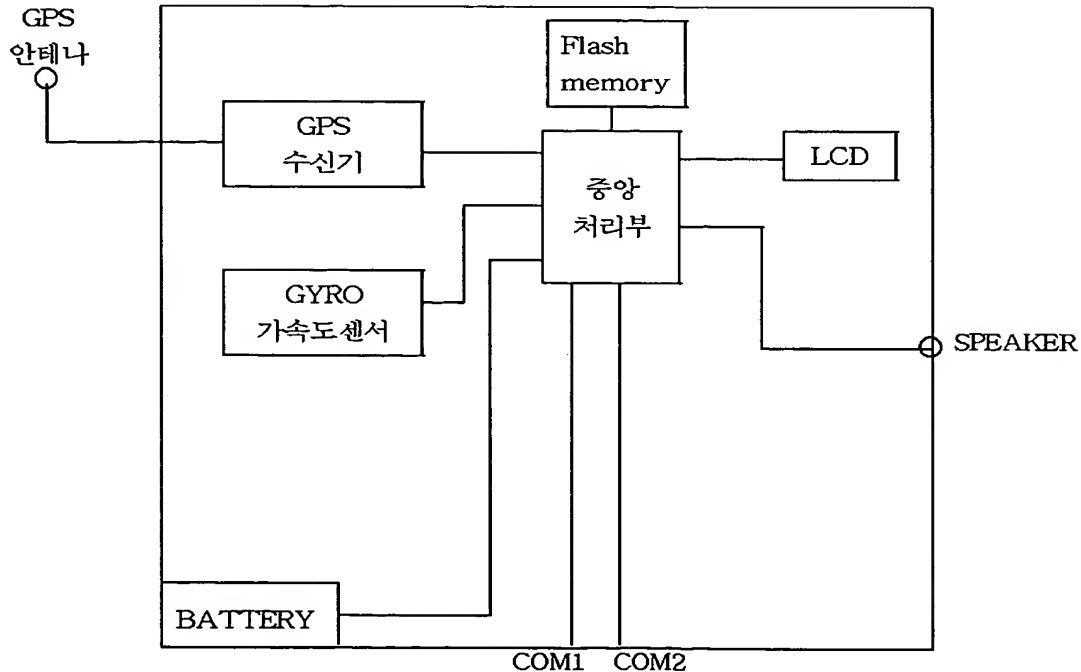 GPS
안테나
Flash
memory
GPS
수신기
LCD
중앙
처리부
GYRO
가속도센서
SPEAKER
BATTERY
COM1 COM2